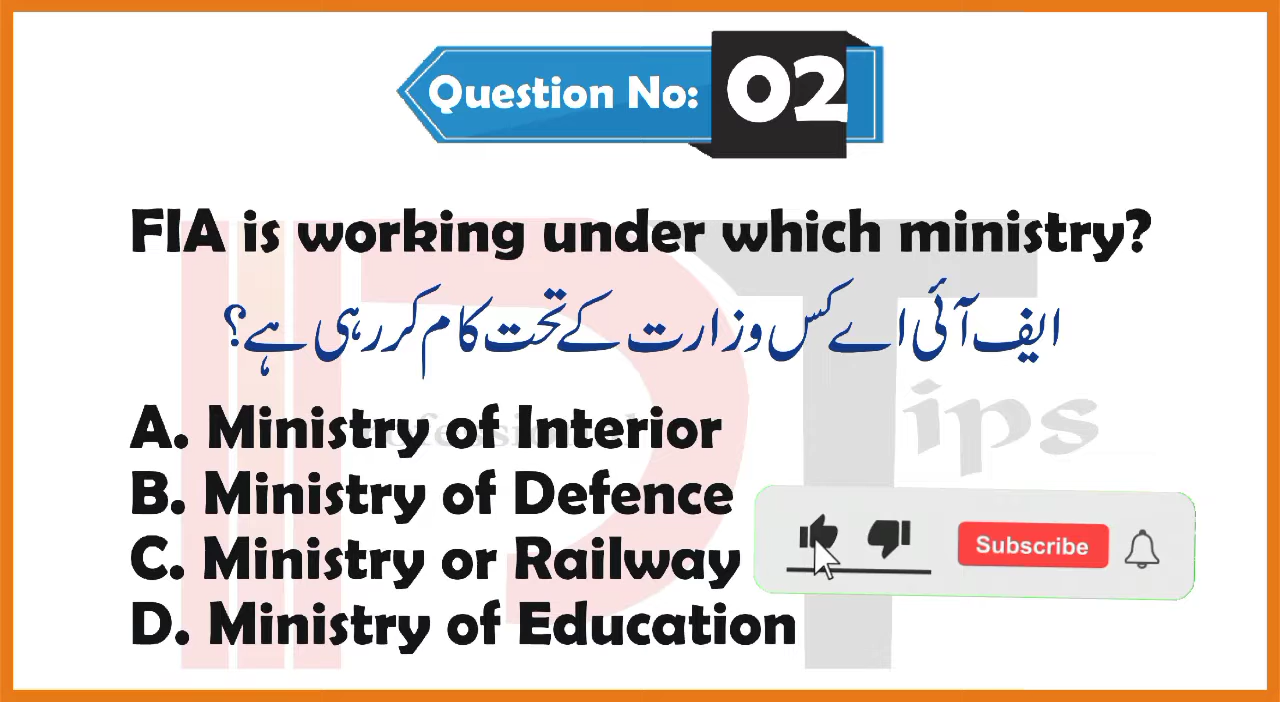 Question No: 02
FIA is working under which ministry?
ایف آئی اے کس وزارت کے تحت کام کر رہی ہے؟
A. Ministry of Interior
B. Ministry of Defence
C. Ministry or Railway
D. Ministry of Education
Tips
Subscribe